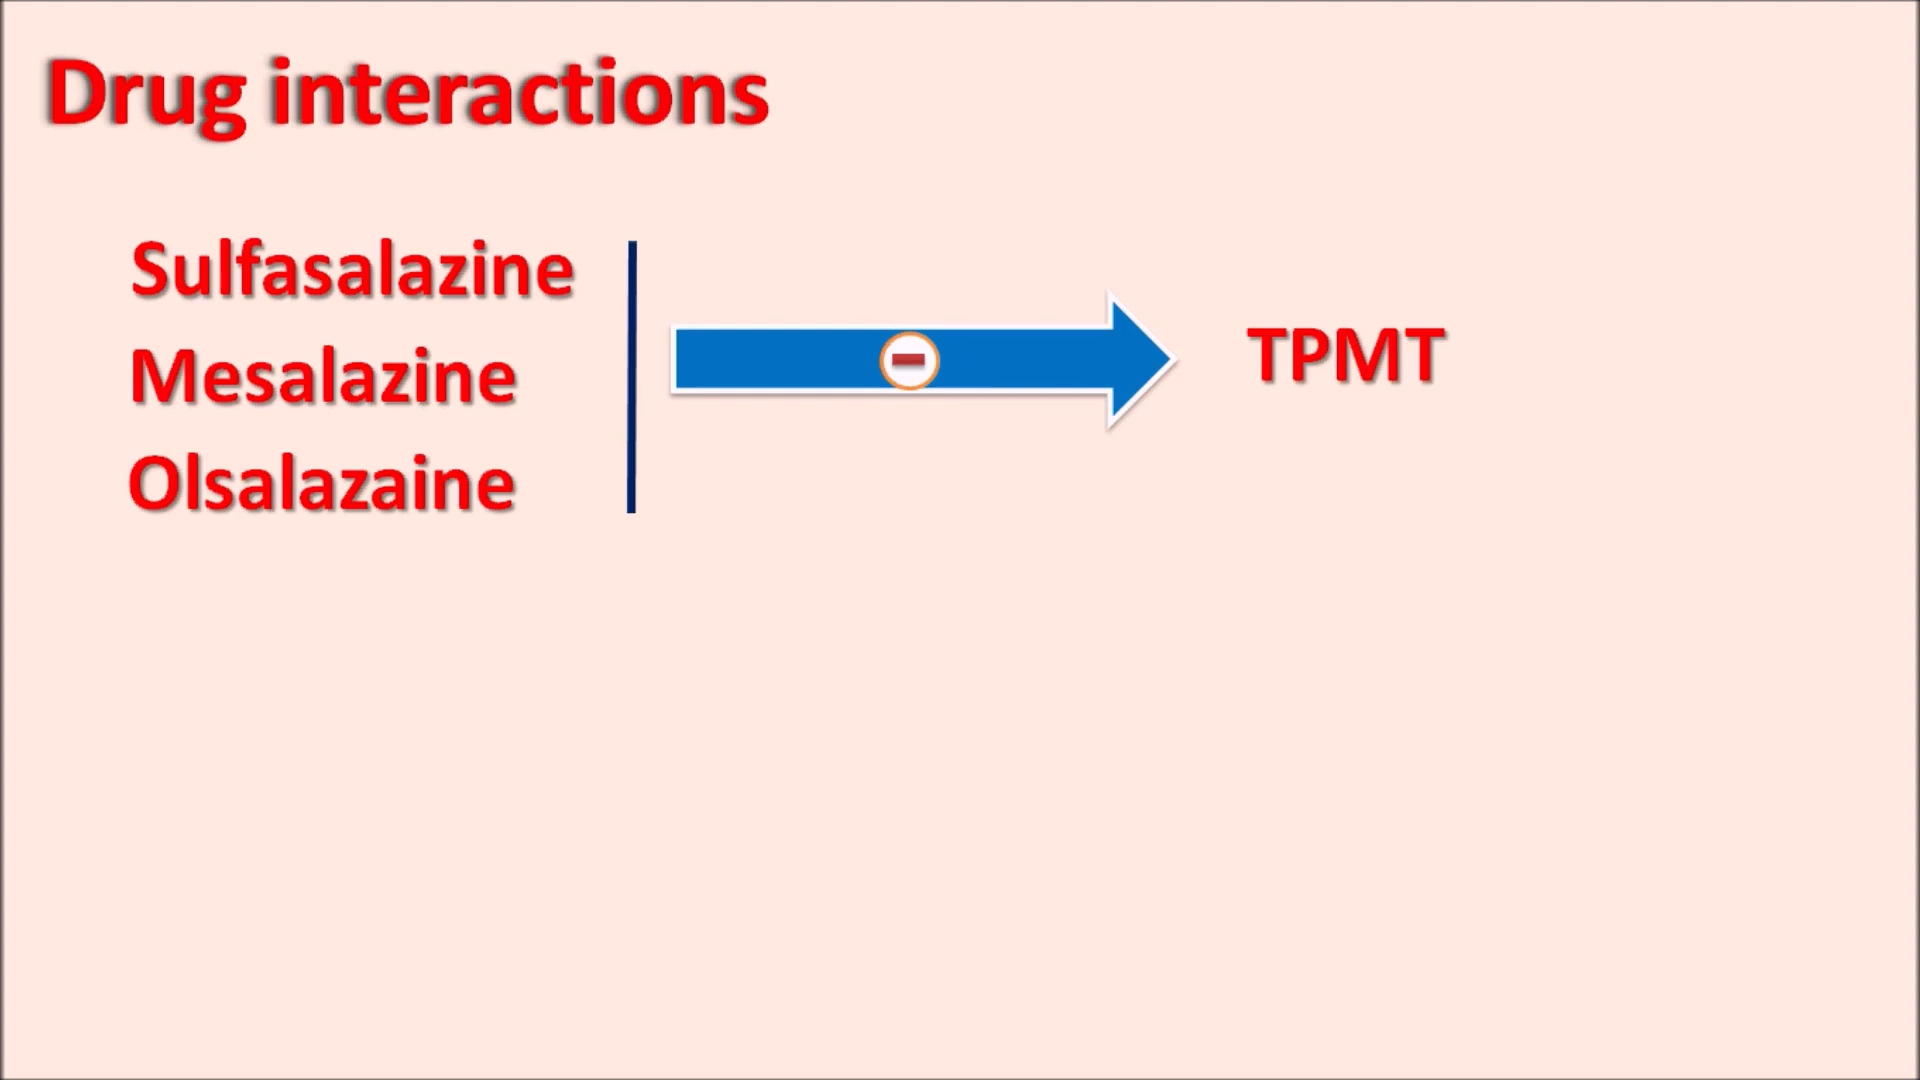 Drug interactions
Sulfasalazine
Mesalazine
Olsalazaine
TPMT